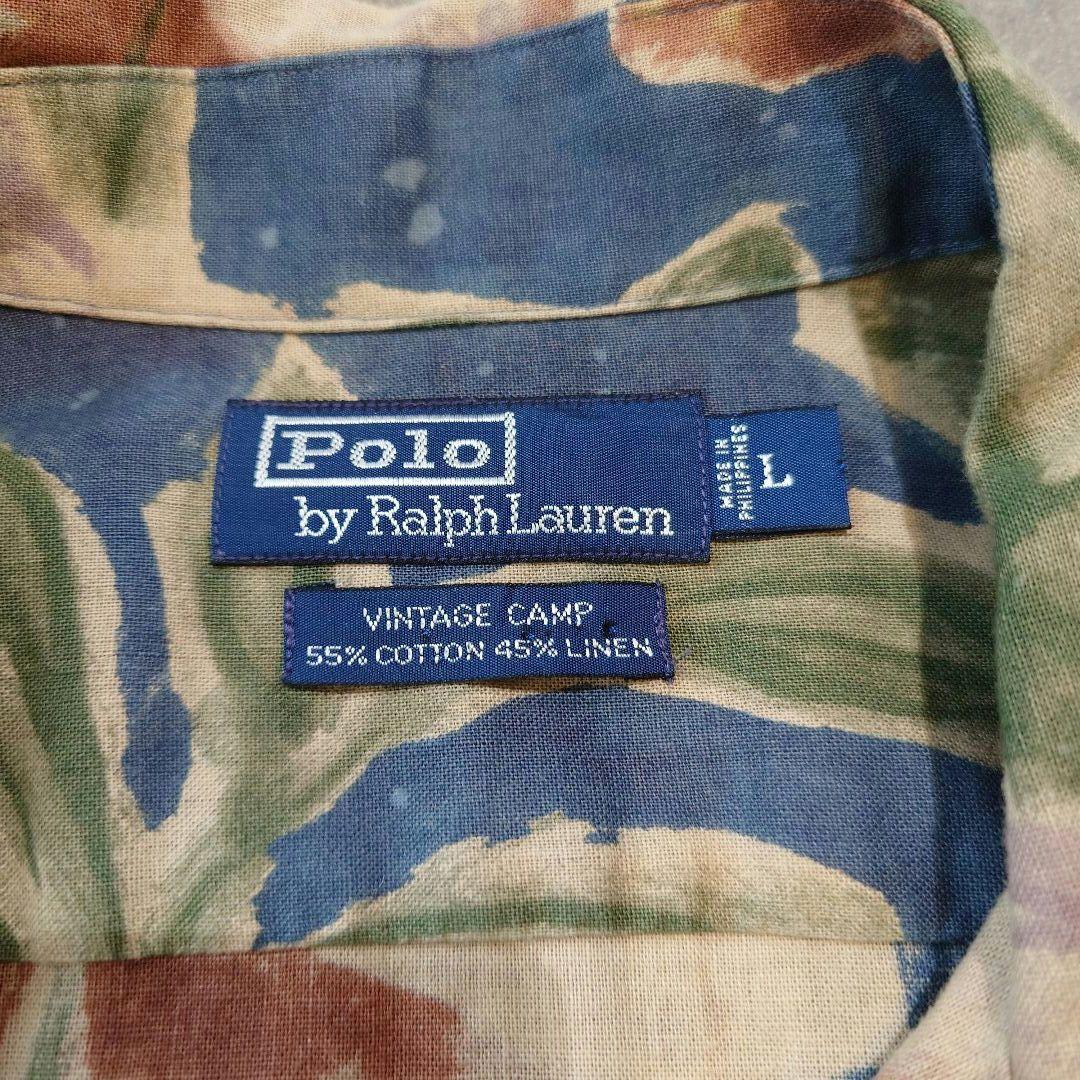 Polo
by Ralph Lauren
MADE IN
PHILIPPINES
L
VINTAGE CAMP
55% COTTON 45% LINEN